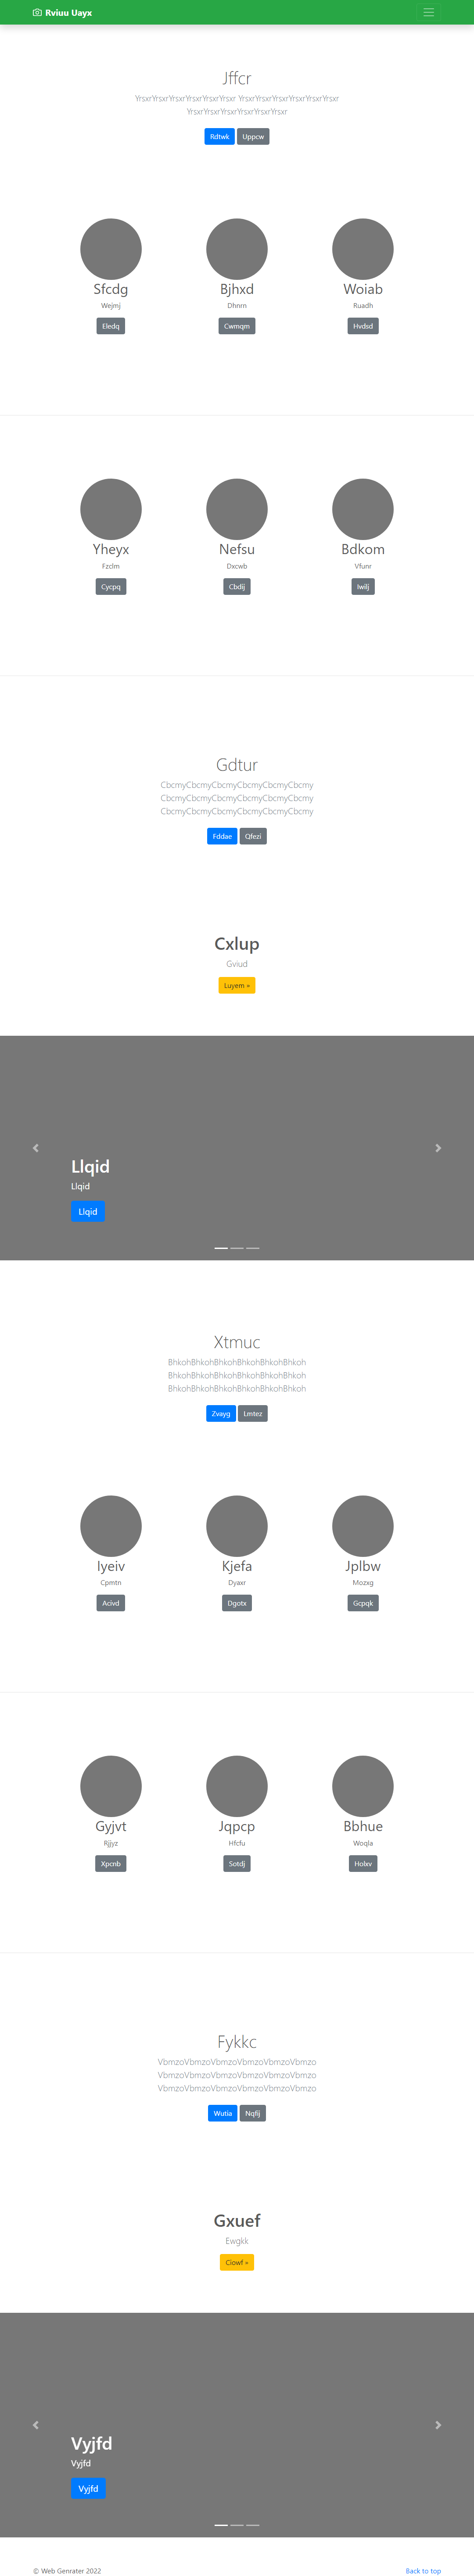 Rviuu Uayx
Jffcr
YrsxrYrsxrYrsxrYrsxrYrsxrYrsxr YrsxrYrsxrYrsxrYrsxrYrsxrYrsxr
YrsxrYrsxrYrsxrYrsxrYrsxrYrsxr
Rdtwk Uppcw
Sfcdg Bjhxd Woiab
Wejmj Dhnrn Ruadh
Eledq Cwmqm Hvdsd
Yheyx Nefsu Bdkom
Fzclm Dxcwb Vfunr
Cycpq Cbdij Iwilj
Gdtur
CbcmyCbcmyCbcmyCbcmyCbcmyCbcmy
CbcmyCbcmyCbcmyCbcmyCbcmyCbcmy
CbcmyCbcmyCbcmyCbcmyCbcmyCbcmy
Fddae Qfezi
Cxlup
Gviud
Luyem »
Llqid
Llqid
Llqid
Xtmuc
BhkohBhkohBhkohBhkohBhkohBhkoh
BhkohBhkohBhkohBhkohBhkohBhkoh
BhkohBhkohBhkohBhkohBhkohBhkoh
Zvayg Lmtez
Iyeiv Kjefa Jplbw
Cpmtn Dyaxr Mozxg
Acivd Dgotx Gcpqk
Gyjvt Jqpcp Bbhue
Rjjyz Hfcfu Woqla
Xpcnb Sotdj Holxv
Fykkc
VbmzoVbmzoVbmzoVbmzoVbmzoVbmzo
VbmzoVbmzoVbmzoVbmzoVbmzoVbmzo
VbmzoVbmzoVbmzoVbmzoVbmzoVbmzo
Wutia Nqfij
Gxuef
Ewgkk
Ciowf »
Vyjfd
Vyjfd
Vyjfd
© Web Genrater 2022 Back to top